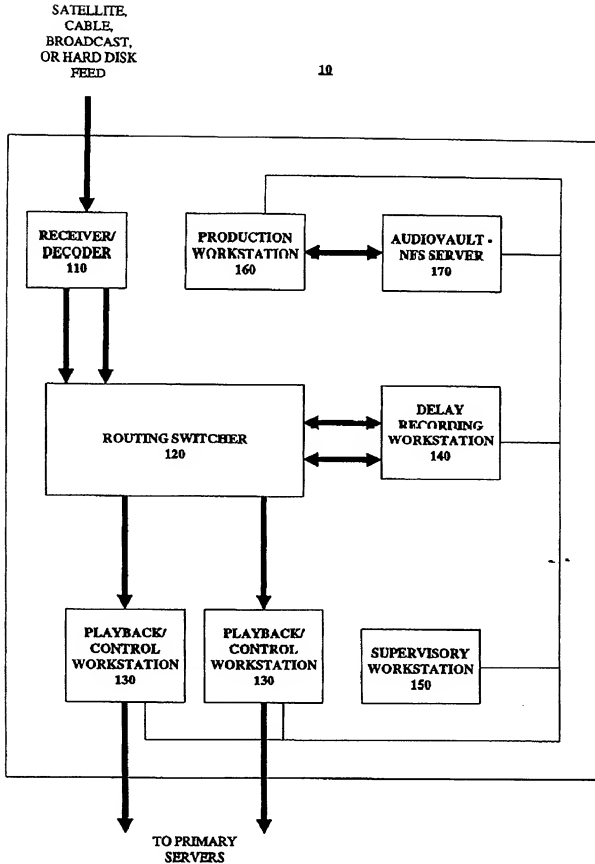 SATELLITE,
CABLE,
BROADCAST,
OR HARD DISK
FEED
10
RECEIVER/
DECODER
110
PRODUCTION
WORKSTATION
160
AUDIOVAULT -
NFS SERVER
170
ROUTING SWITCHER
120
DELAY
RECORDING
WORKSTATION
140
PLAYBACK/
CONTROL
WORKSTATION
130
PLAYBACK/
CONTROL
WORKSTATION
130
SUPERVISORY
WORKSTATION
150
TO PRIMARY
SERVERS